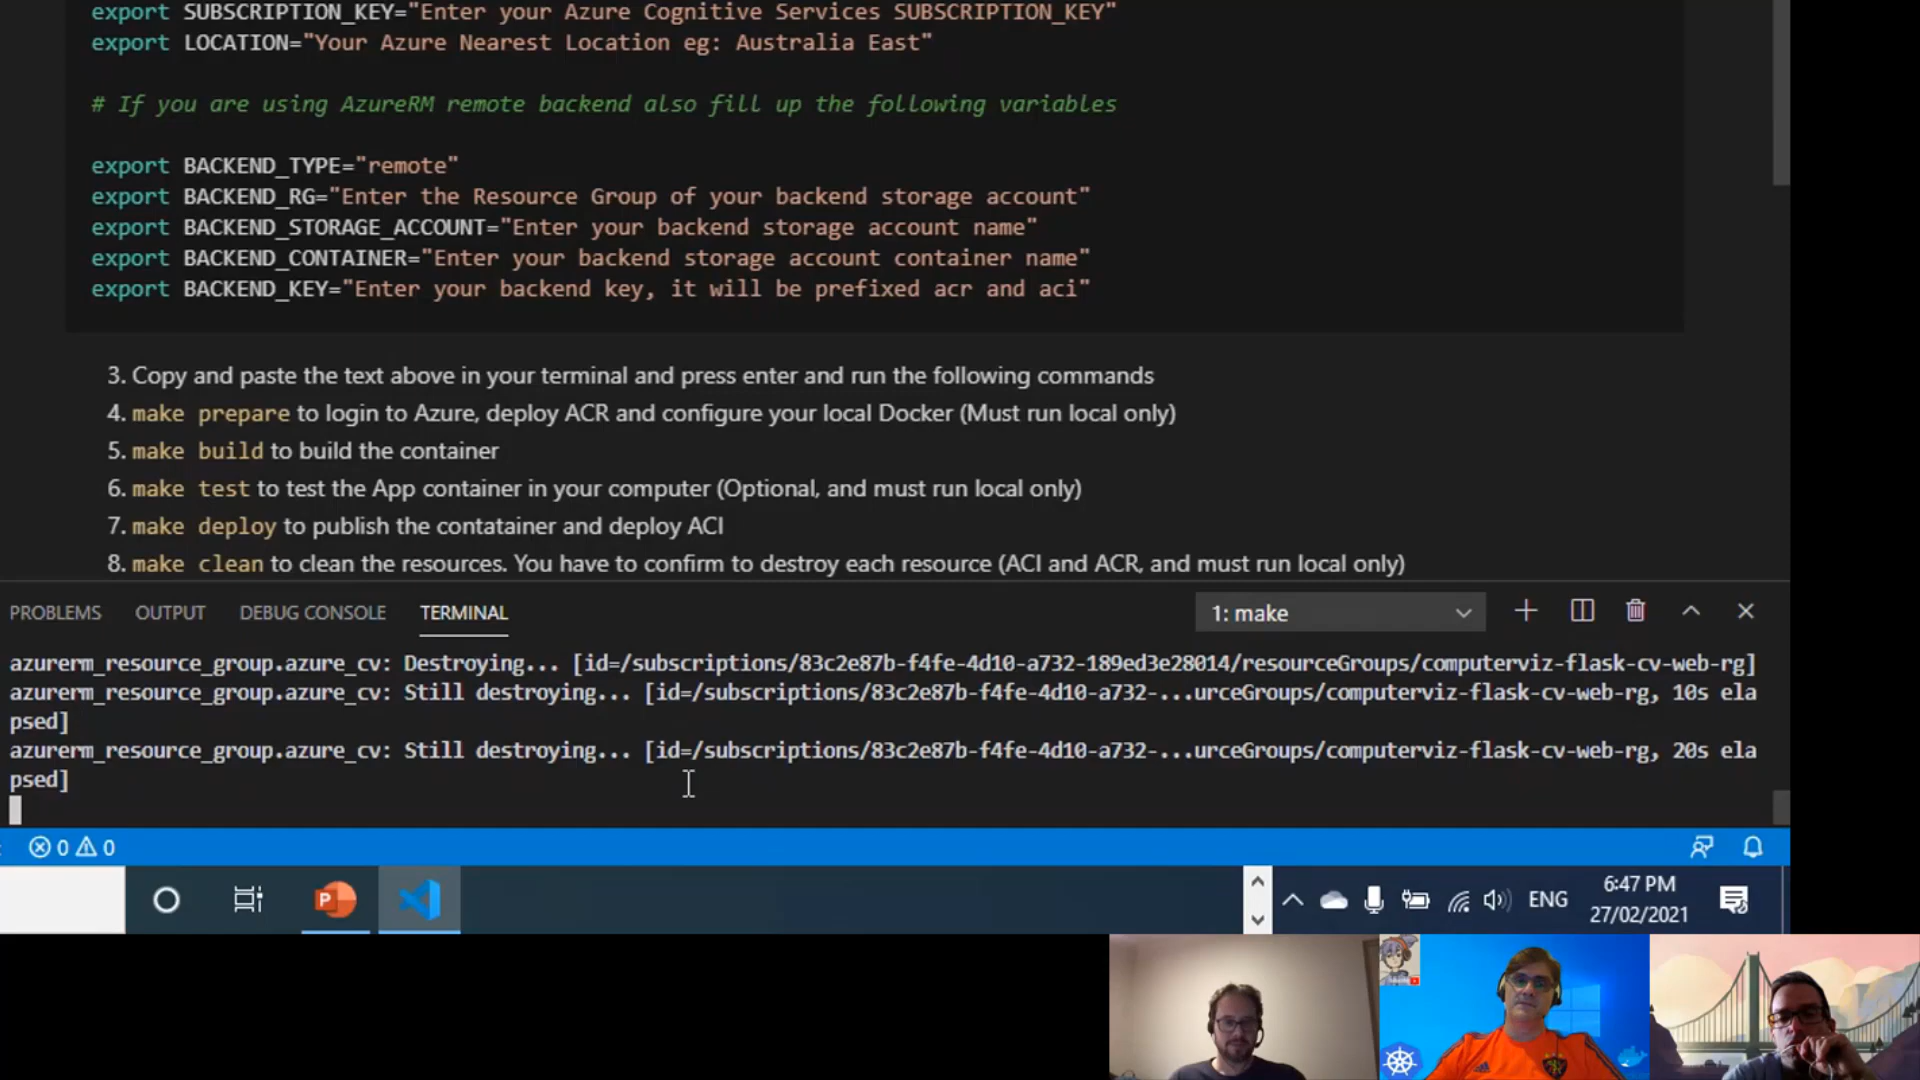 export SUBSCRIPTION_KEY="Enter your Azure Cognitive Services SUBSCRIPTION_KEY"
export LOCATION="Your Azure Nearest Location eg: Australia East"
# If you are using AzureRM remote backend also fill up the following variables
export BACKEND_TYPE="remote"
export BACKEND_RG="Enter the Resource Group of your backend storage account"
export BACKEND_STORAGE_ACCOUNT="Enter your backend storage account name"
export BACKEND_CONTAINER="Enter your backend storage account container name"
export BACKEND_KEY="Enter your backend key, it will be prefixed acr and aci"
3. Copy and paste the text above in your terminal and press enter and run the following commands
4. make prepare to login to Azure, deploy ACR and configure your local Docker (Must run local only)
5. make build to build the container
6. make test to test the App container in your computer (Optional, and must run local only)
7. make deploy to publish the contatainer and deploy ACI
8. make clean to clean the resources. You have to confirm to destroy each resource (ACI and ACR, and must run local only)
PROBLEMS OUTPUT DEBUG CONSOLE TERMINAL 1: make
azurerm_resource_group.azure_cv: Destroying... [id=/subscriptions/83c2e87b-f4fe-4d10-a732-189ed3e28014/resourceGroups/computerviz-flask-cv-web-rg]
azurerm_resource_group.azure_cv: Still destroying... [id=/subscriptions/83c2e87b-f4fe-4d10-a732-...urceGroups/computerviz-flask-cv-web-rg, 10s ela
psed]
azurerm_resource_group.azure_cv: Still destroying... [id=/subscriptions/83c2e87b-f4fe-4d10-a732-...urceGroups/computerviz-flask-cv-web-rg, 20s ela
psed]
0 0
P ENG 6:47 PM
27/02/2021